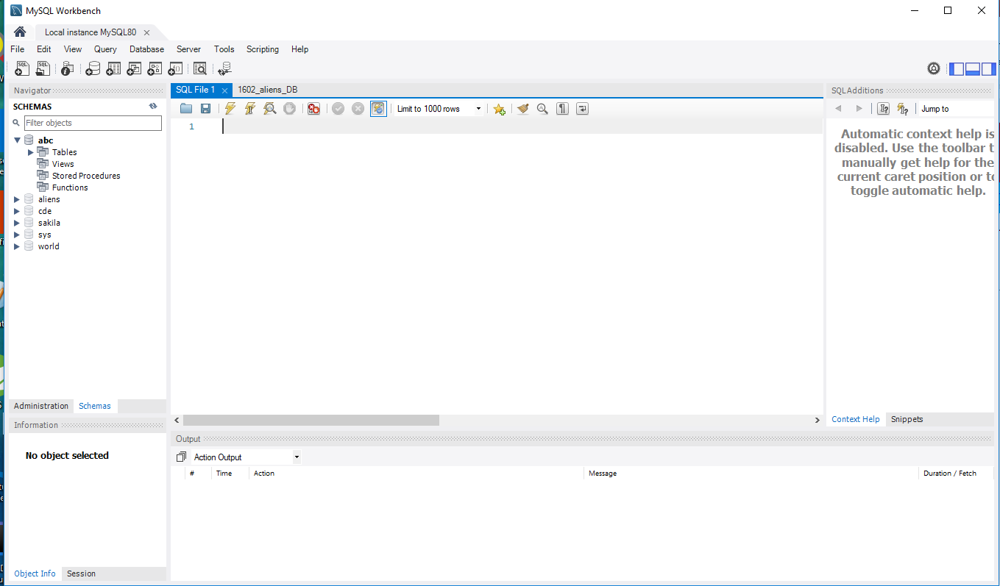 MySQL Workbench
Local instance MySQL80
File Edit View Query Database Server Tools Scripting Help
Navigator
SCHEMAS
Filter objects
abc
Tables
Views
Stored Procedures
Functions
aliens
cde
sakila
sys
world
Administration Schemas
Information
No object selected
Object Info Session
SQL File 1 1602_aliens_DB
Limit to 1000 rows
1
SQLAdditions
Jump to
Automatic context help is
disabled. Use the toolbar t
manually get help for the
current caret position or to
toggle automatic help.
Context Help Snippets
Output
Action Output
# Time Action Message Duration / Fetch